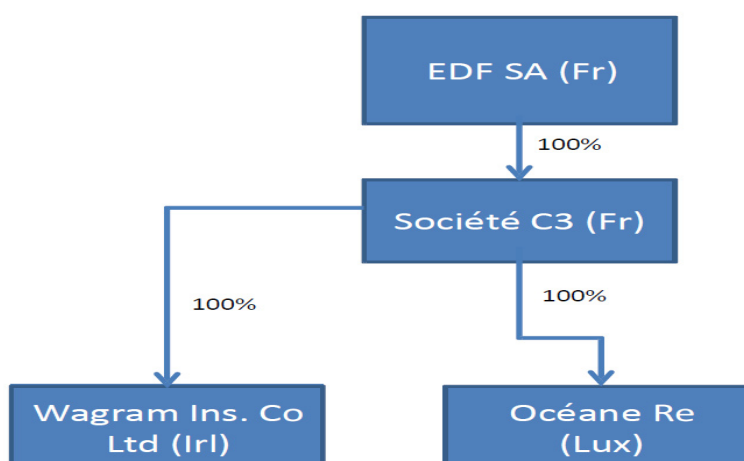 EDF SA (Fr)
100%
Société C3 (Fr)
100%
100%
Wagram Ins. Co
Ltd (Irl)
Océane Re
(Lux)